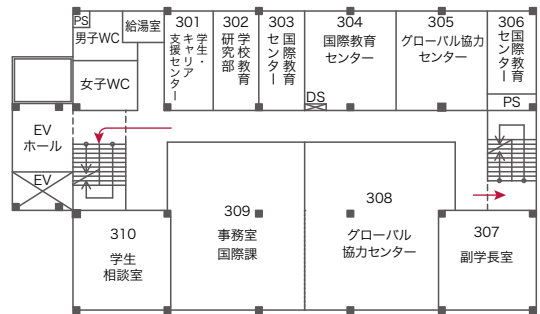 PS
給湯室
男子WC
女子WC
301
学生・
キャリア
支援センター
302
学校教育
研究部
303
国際教育
センター
304
国際教育
センター
DS
305
グローバル協力
センター
306
国際教育
センター
PS
EV
ホール
EV
310
学生
相談室
309
事務室
国際課
308
グローバル
協力センター
307
副学長室